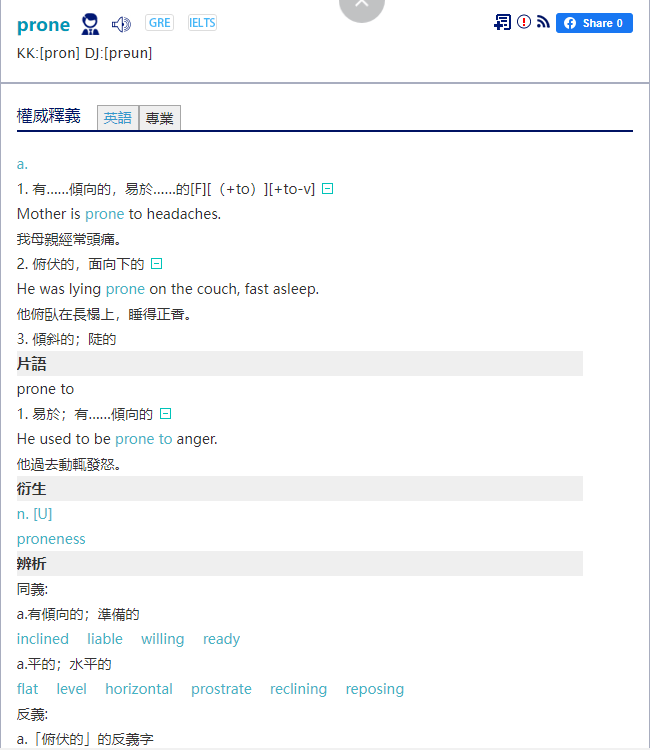 prone GRE IELTS Share 0
KK:[pron] DJ:[prəun]
權威釋義 英語 專業
a.
1. 有……傾向的，易於……的[F][（+to）][+to-v]
Mother is prone to headaches.
我母親經常頭痛。
2. 俯伏的，面向下的
He was lying prone on the couch, fast asleep.
他俯臥在長榻上，睡得正香。
3. 傾斜的；陡的
片語
prone to
1. 易於；有……傾向的
He used to be prone to anger.
他過去動輒發怒。
衍生
n. [U]
proneness
辨析
同義:
a.有傾向的；準備的
inclined liable willing ready
a.平的；水平的
flat level horizontal prostrate reclining reposing
反義:
a.「俯伏的」的反義字